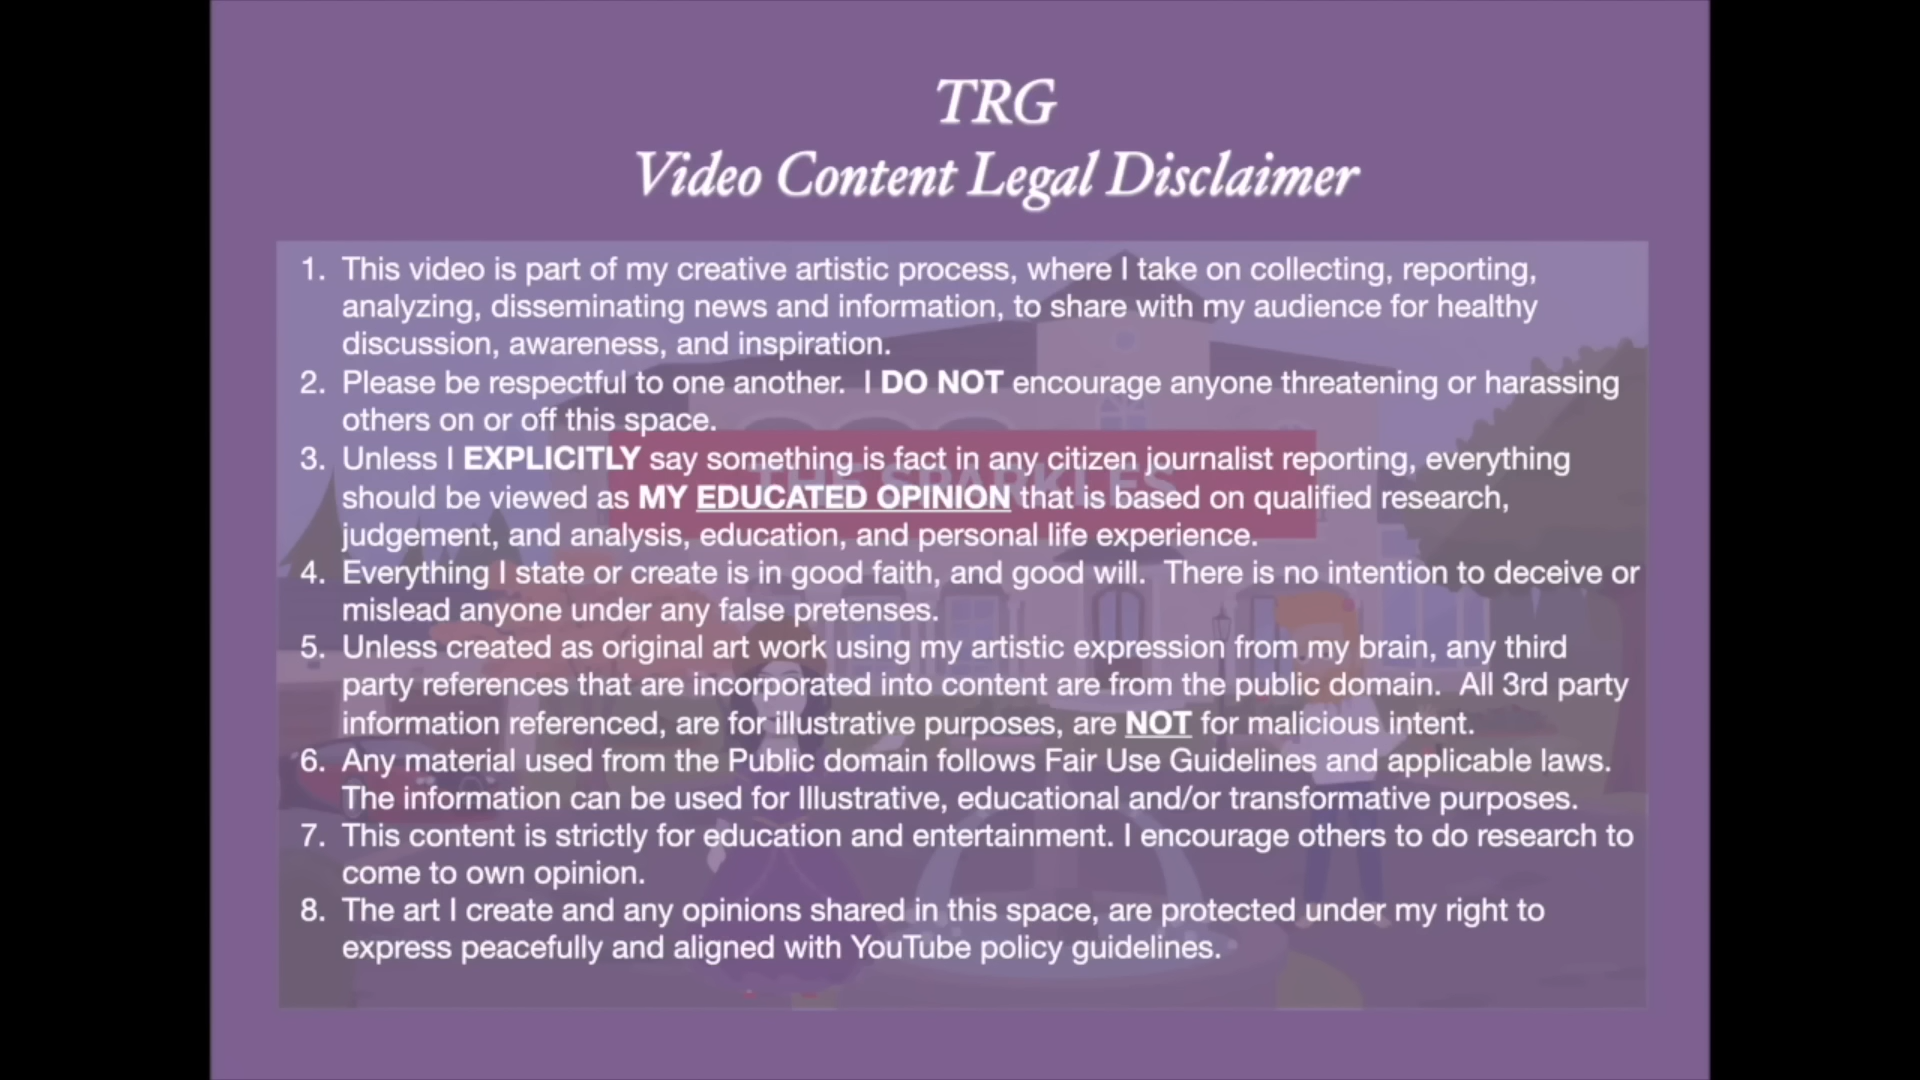 TRG
Video Content Legal Disclaimer
1. This video is part of my creative artistic process, where I take on collecting, reporting,
analyzing, disseminating news and information, to share with my audience for healthy
discussion, awareness, and inspiration.
2. Please be respectful to one another.  I DO NOT encourage anyone threatening or harassing
others on or off this space.
3. Unless I EXPLICITLY say something is fact in any citizen journalist reporting, everything
should be viewed as MY EDUCATED OPINION that is based on qualified research,
judgement, and analysis, education, and personal life experience.
THE SPARKLES
4. Everything I state or create is in good faith, and good will.  There is no intention to deceive or
mislead anyone under any false pretenses.
5. Unless created as original art work using my artistic expression from my brain, any third
party references that are incorporated into content are from the public domain.  All 3rd party
information referenced, are for illustrative purposes, are NOT for malicious intent.
6. Any material used from the Public domain follows Fair Use Guidelines and applicable laws.
The information can be used for Illustrative, educational and/or transformative purposes.
7. This content is strictly for education and entertainment. I encourage others to do research to
come to own opinion.
8. The art I create and any opinions shared in this space, are protected under my right to
express peacefully and aligned with YouTube policy guidelines.